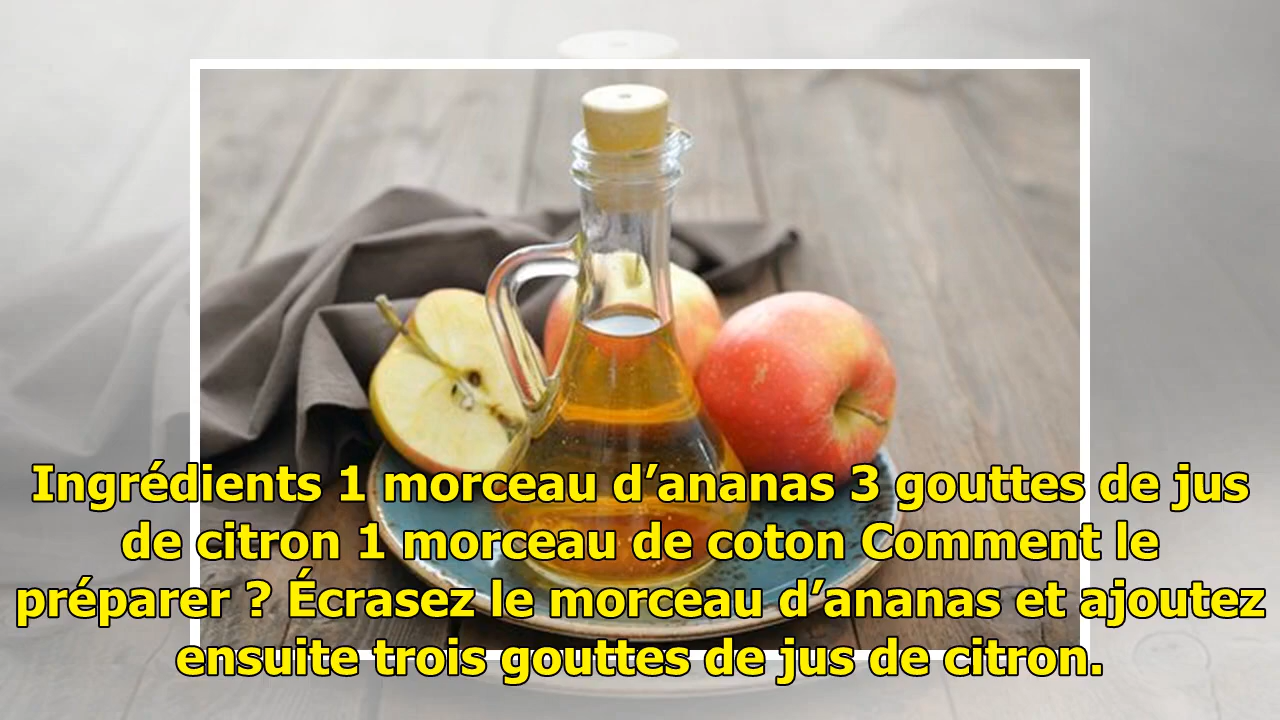 Ingrédients 1 morceau d’ananas 3 gouttes de jus
de citron 1 morceau de coton Comment le
préparer ? Écrasez le morceau d’ananas et ajoutez
ensuite trois gouttes de jus de citron.